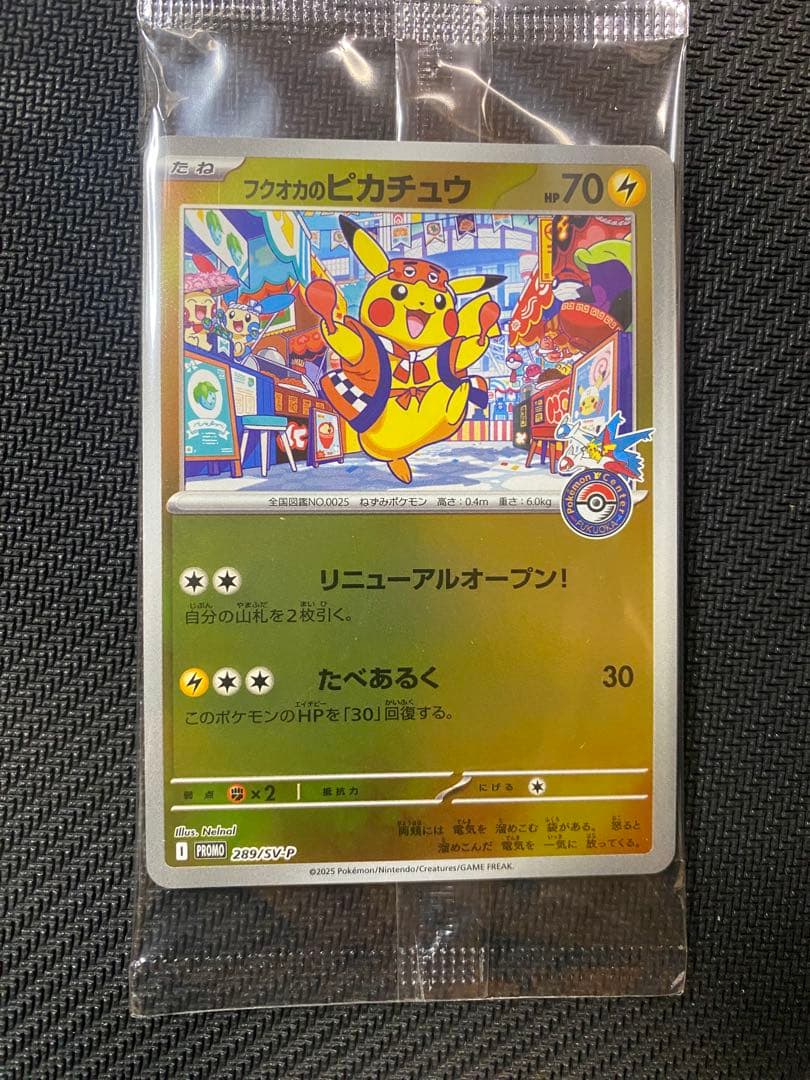 たね
フクオカのピカチュウ HP 70
Pokémon Center
FUKUOKA
全国図鑑NO.0025 ねずみポケモン 高さ:0.4m 重さ:6.0kg
リニューアルオープン!
自分の山札を2枚引く。
たべあるく 30
このポケモンのHPを「30」回復する。
弱点 ×2 抵抗力 にげる
Illus. Nelnal
I PROMO 289/SV-P
両頬には 電気を 溜めこむ 袋がある。 怒ると
溜めこんだ 電気を 一気に 放ってくる。
©2025 Pokémon/Nintendo/Creatures/GAME FREAK.